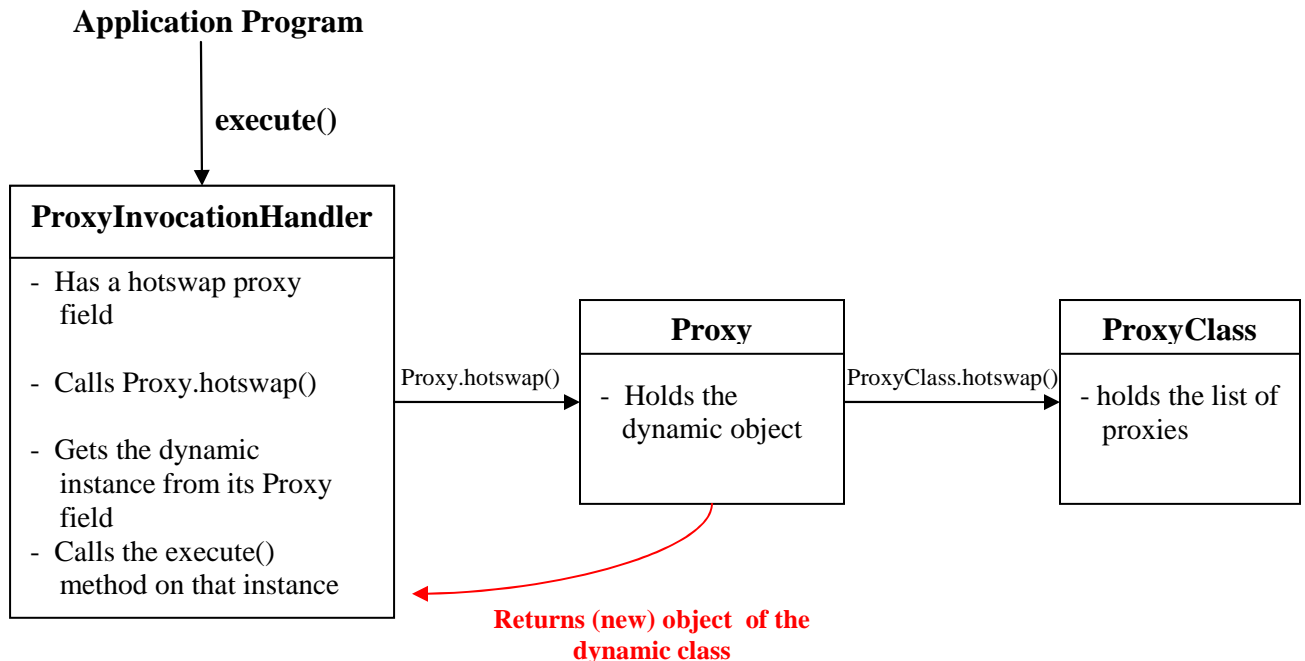 Application Program
execute()
ProxyInvocationHandler
- Has a hotswap proxy
field
- Calls Proxy.hotswap()
- Gets the dynamic
instance from its Proxy
field
- Calls the execute()
method on that instance
Proxy.hotswap()
Proxy
- Holds the
dynamic object
ProxyClass.hotswap()
ProxyClass
- holds the list of
proxies
Returns (new) object of the
dynamic class